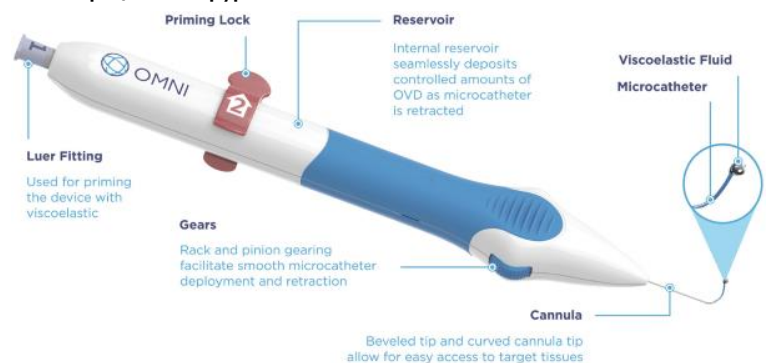 Priming Lock
Reservoir
Internal reservoir
seamlessly deposits
controlled amounts of
OVD as microcatheter
is retracted
Viscoelastic Fluid
Microcatheter
1
OMNI
2
Luer Fitting
Used for priming
the device with
viscoelastic
Gears
Rack and pinion gearing
facilitate smooth microcatheter
deployment and retraction
Cannula
Beveled tip and curved cannula tip
allow for easy access to target tissues